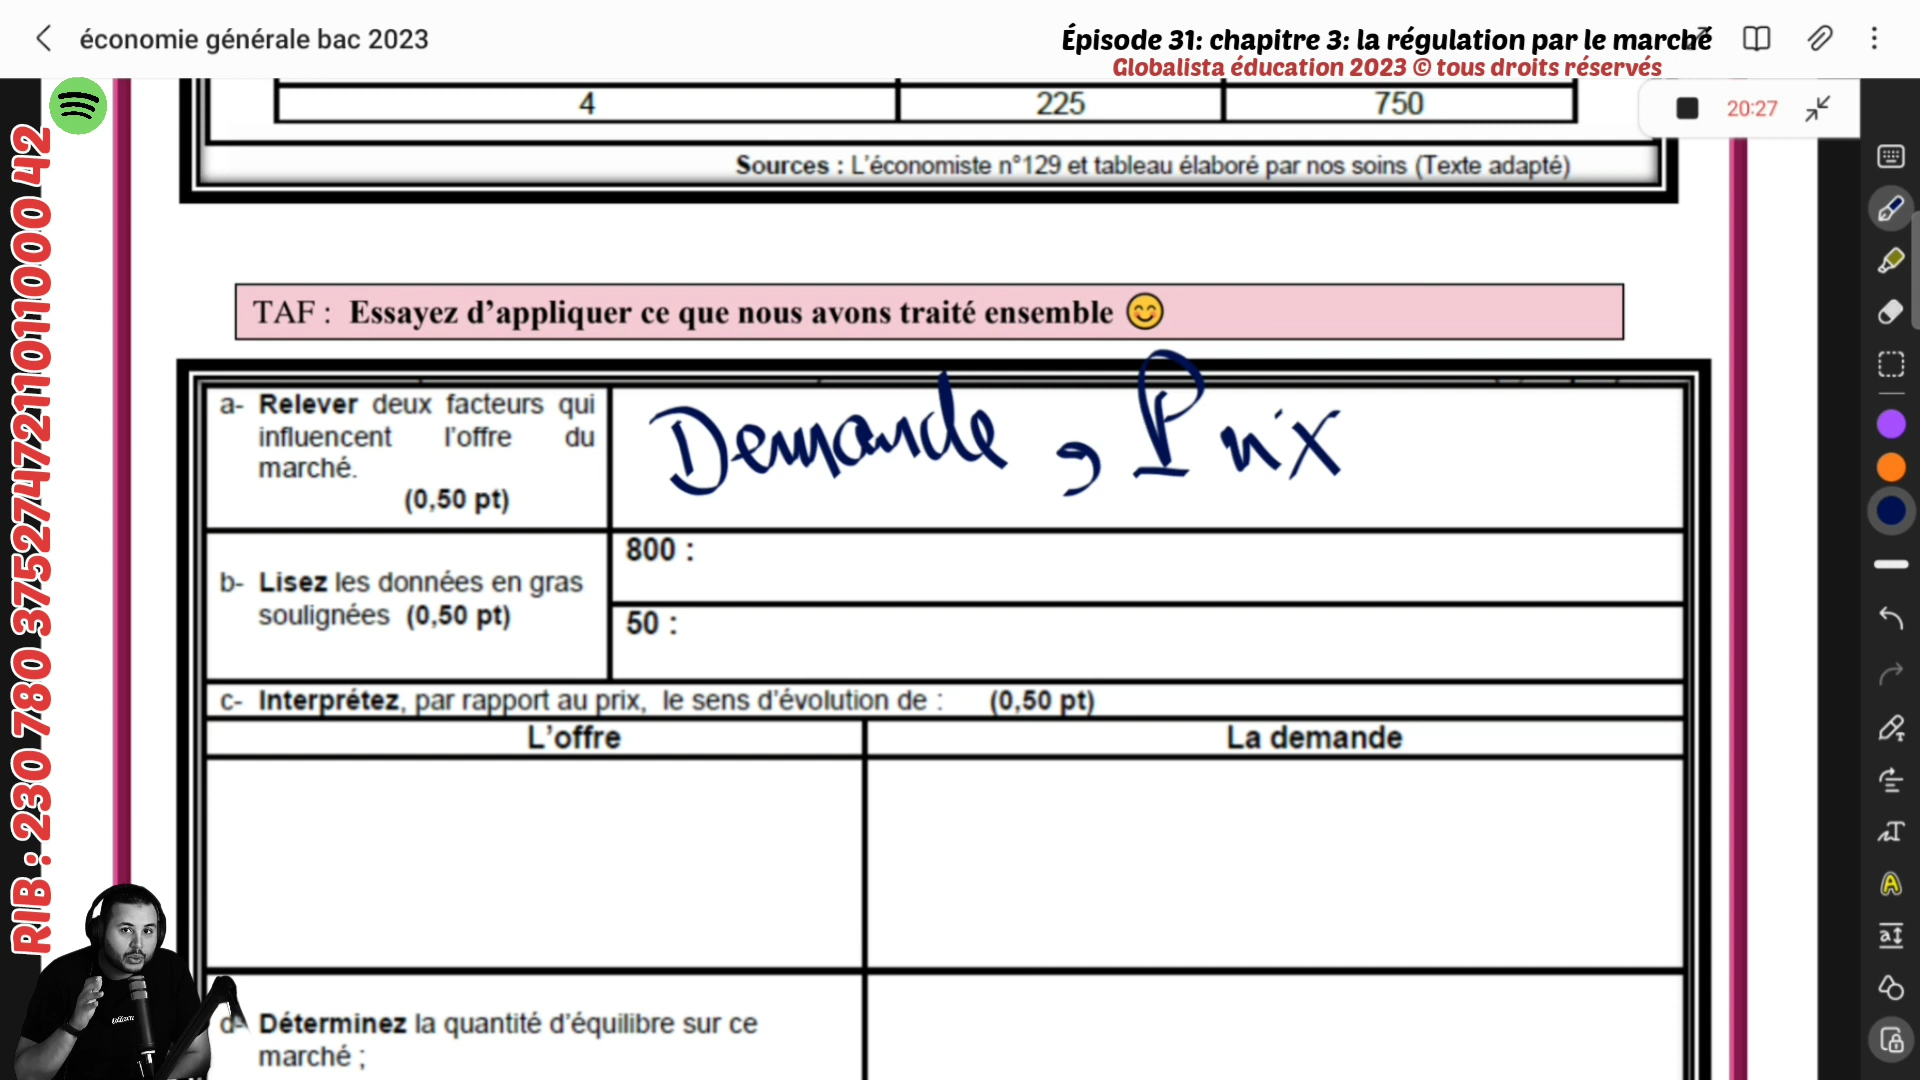 économie générale bac 2023
Épisode 31: chapitre 3: la régulation par le marché
Globalista éducation 2023 © tous droits réservés
20:27
4 225 750
Sources : L'économiste n°129 et tableau élaboré par nos soins (Texte adapté)
TAF : Essayez d'appliquer ce que nous avons traité ensemble 😊
a- Relever deux facteurs qui
influencent l'offre du
marché.
(0,50 pt)
Demande, Prix
b- Lisez les données en gras
soulignées (0,50 pt)
800 :
50 :
c- Interprétez, par rapport au prix, le sens d'évolution de : (0,50 pt)
L'offre La demande
d- Déterminez la quantité d'équilibre sur ce
marché ;
RIB : 230 780 3752747211011000 42